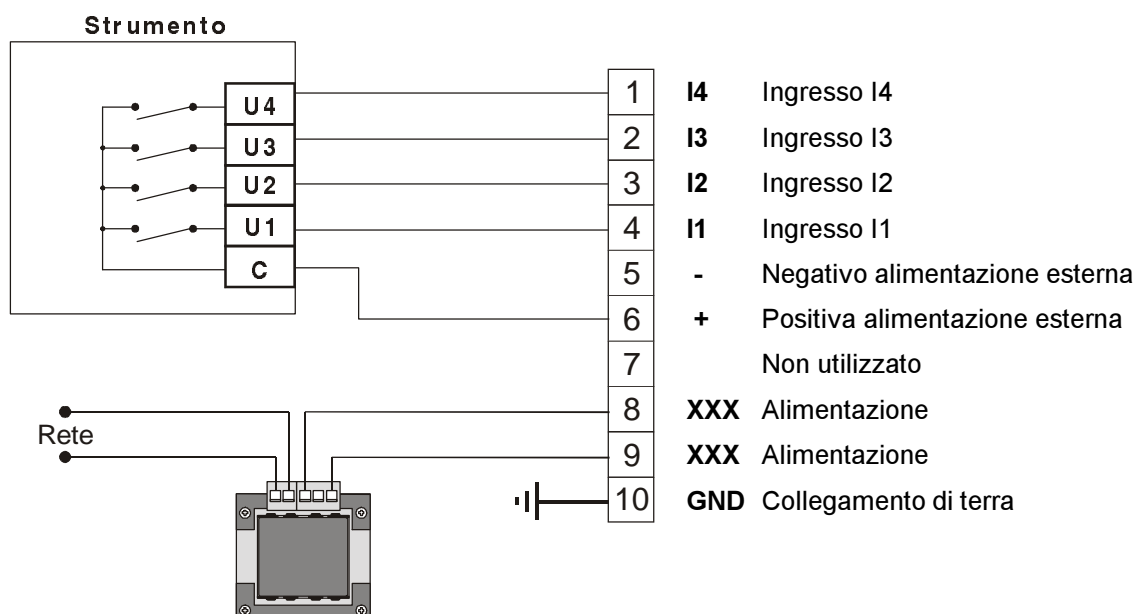 Strumento
U4
U3
U2
U1
C
1 I4 Ingresso I4
2 I3 Ingresso I3
3 I2 Ingresso I2
4 I1 Ingresso I1
5 - Negativo alimentazione esterna
6 + Positiva alimentazione esterna
7 Non utilizzato
8 XXX Alimentazione
9 XXX Alimentazione
10 GND Collegamento di terra
Rete